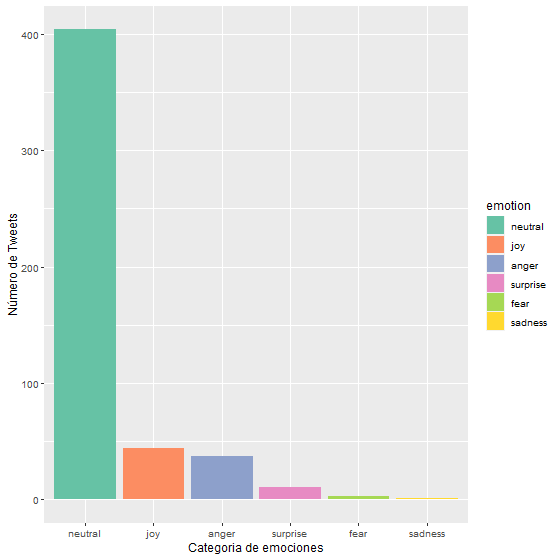 400
300
200
100
0
Número de Tweets
neutral joy anger surprise fear sadness
Categoria de emociones
emotion
neutral
joy
anger
surprise
fear
sadness